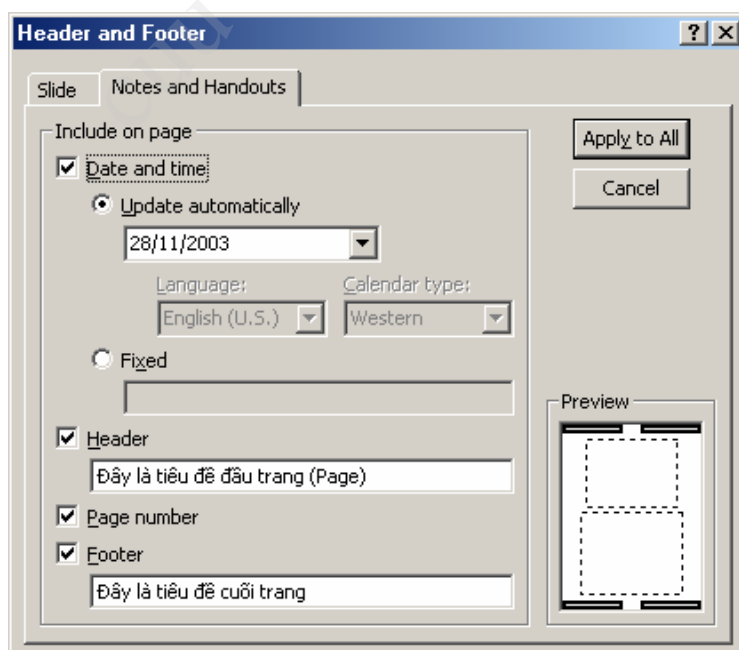 Header and Footer
Slide
Notes and Handouts
Include on page
Date and time
Update automatically
28/11/2003
Language:
Calendar type:
English (U.S.)
Western
Fixed
Header
Đây là tiêu đề đầu trang (Page)
Page number
Footer
Đây là tiêu đề cuối trang
Apply to All
Cancel
Preview